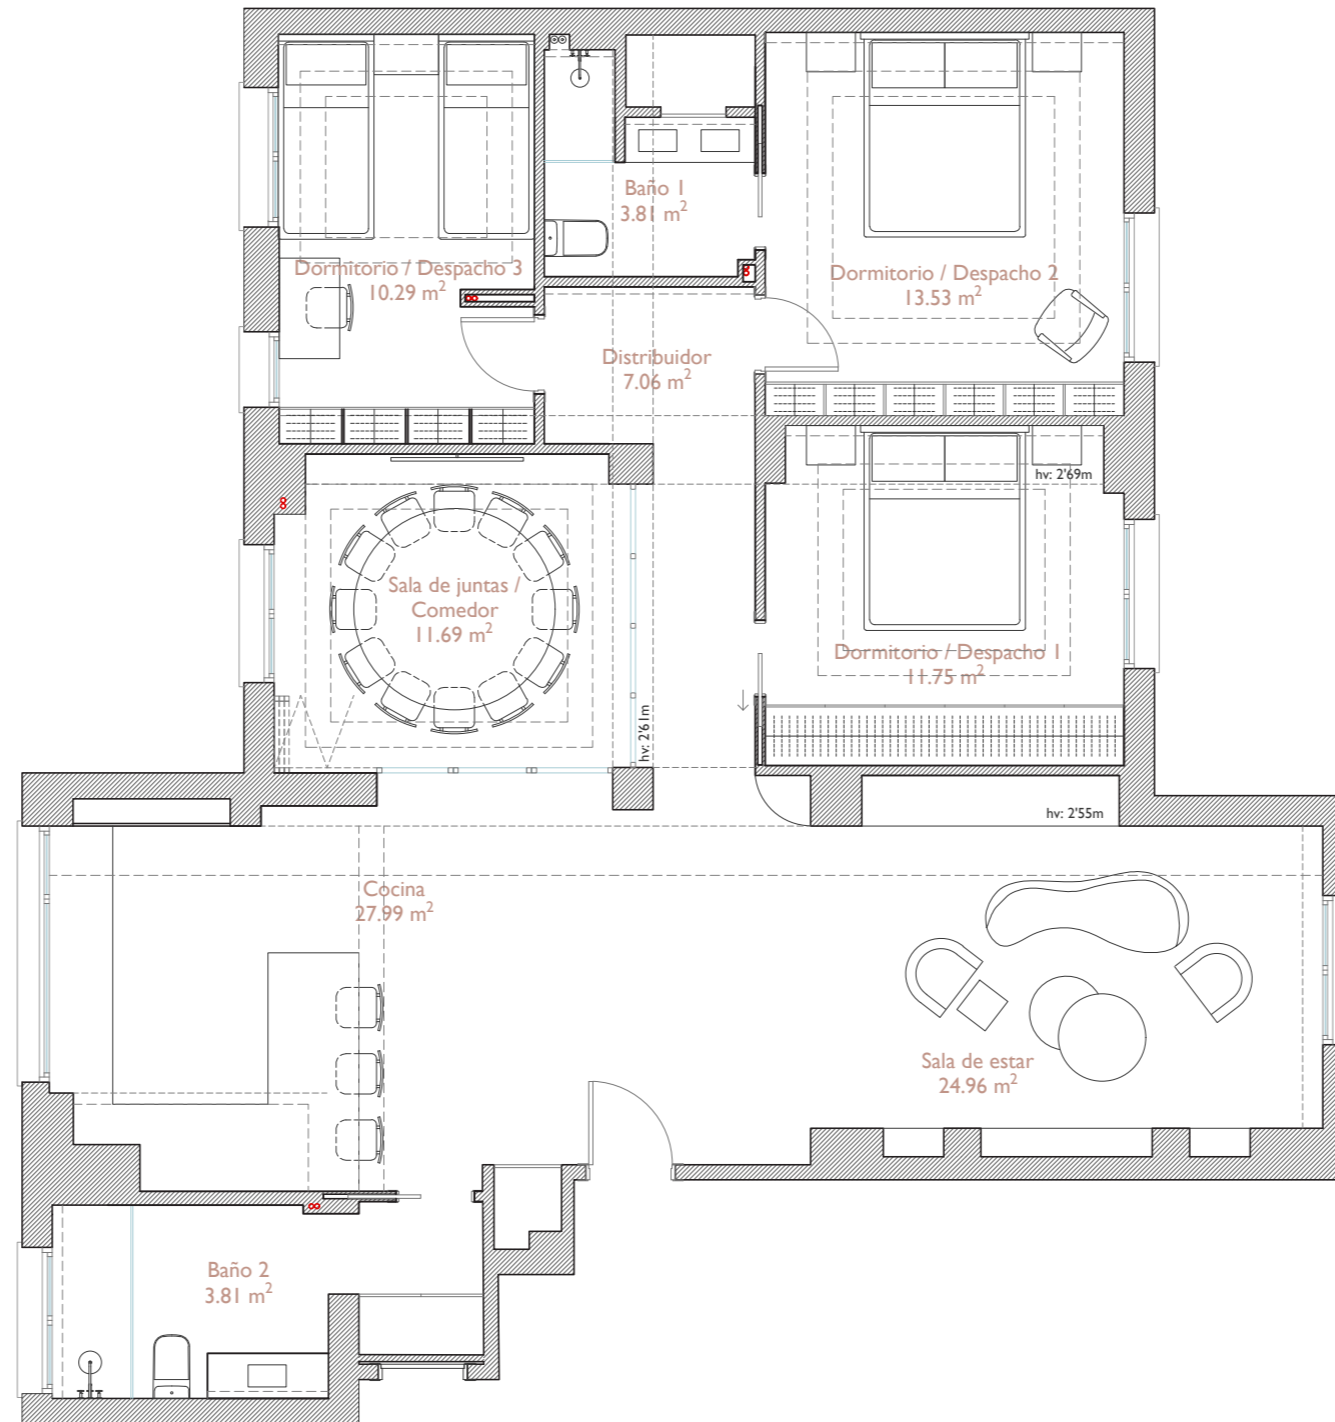 Baño 1
3.81 m²
Dormitorio / Despacho 3
10.29 m²
Dormitorio / Despacho 2
13.53 m²
Distribuidor
7.06 m²
hv: 2'69m
Sala de juntas /
Comedor
11.69 m²
Dormitorio / Despacho 1
11.75 m²
hv: 2'61m
hv: 2'55m
Cocina
27.99 m²
Sala de estar
24.96 m²
Baño 2
3.81 m²